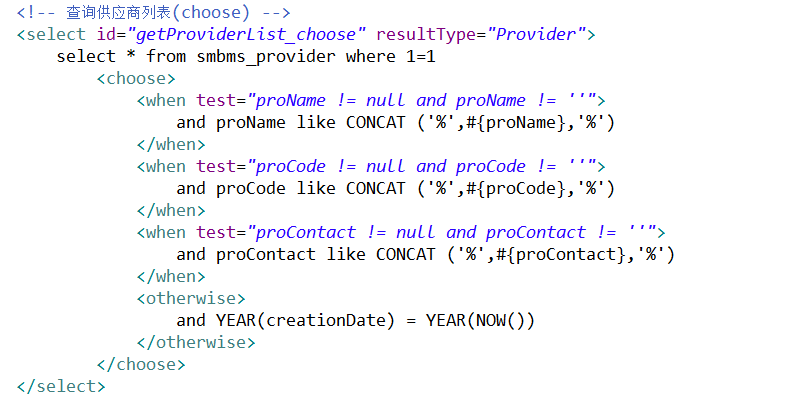 <!-- 查询供应商列表(choose) -->
<select id="getProviderList_choose" resultType="Provider">
    select * from smbms_provider where 1=1
        <choose>
            <when test="proName != null and proName != ''">
                and proName like CONCAT ('%',#{proName},'%')
            </when>
            <when test="proCode != null and proCode != ''">
                and proCode like CONCAT ('%',#{proCode},'%')
            </when>
            <when test="proContact != null and proContact != ''">
                and proContact like CONCAT ('%',#{proContact},'%')
            </when>
            <otherwise>
                and YEAR(creationDate) = YEAR(NOW())
            </otherwise>
        </choose>
</select>